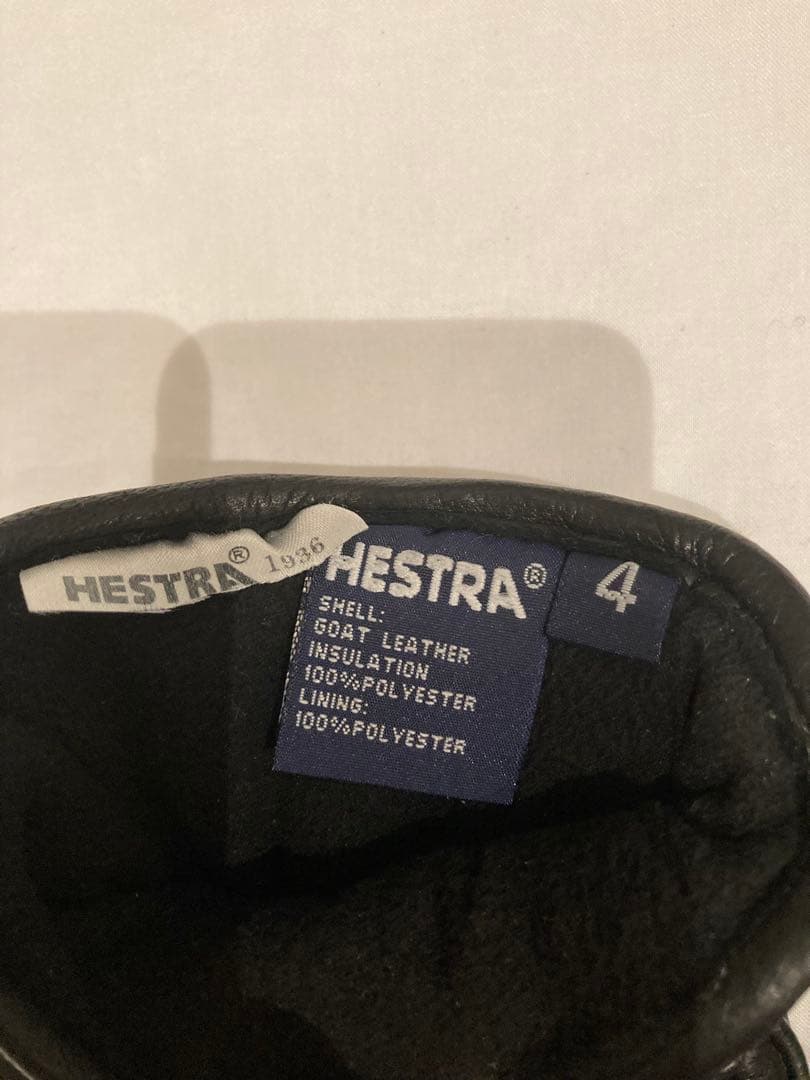 HESTRA® 1936
HESTRA®
SHELL:
GOAT LEATHER
INSULATION
100%POLYESTER
LINING:
100%POLYESTER
4